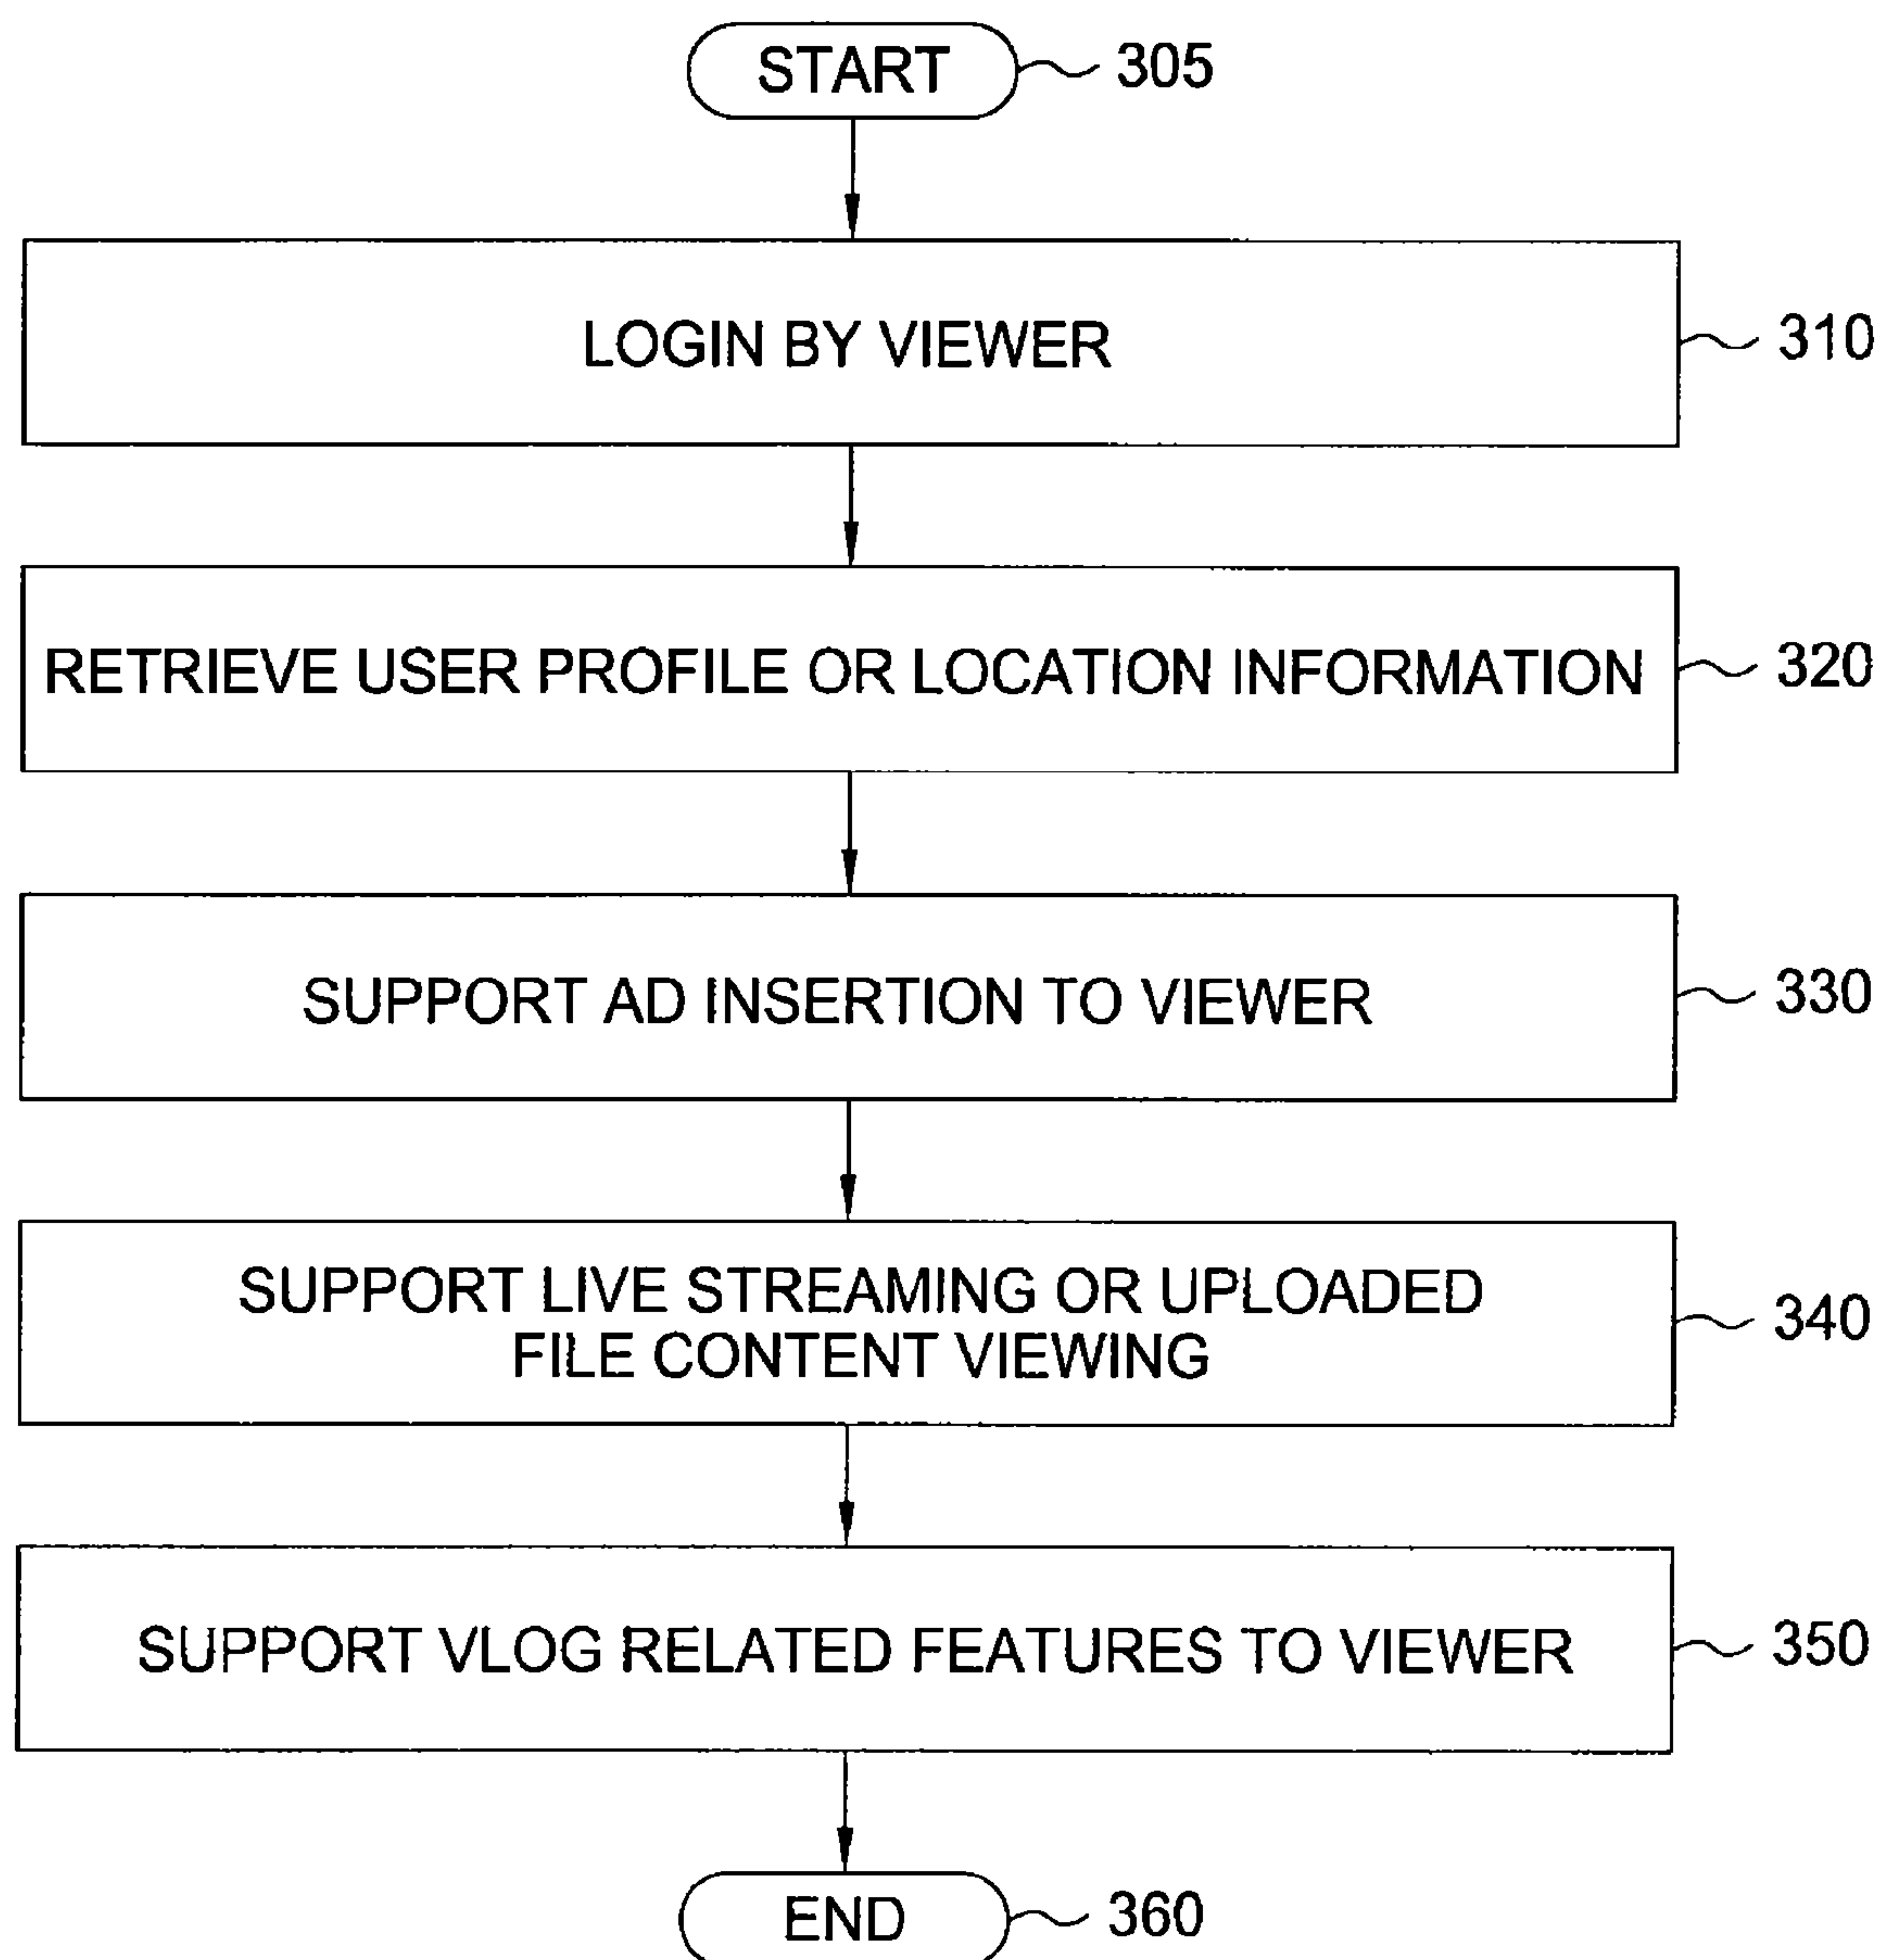 START 305
LOGIN BY VIEWER 310
RETRIEVE USER PROFILE OR LOCATION INFORMATION 320
SUPPORT AD INSERTION TO VIEWER 330
SUPPORT LIVE STREAMING OR UPLOADED
FILE CONTENT VIEWING 340
SUPPORT VLOG RELATED FEATURES TO VIEWER 350
END 360